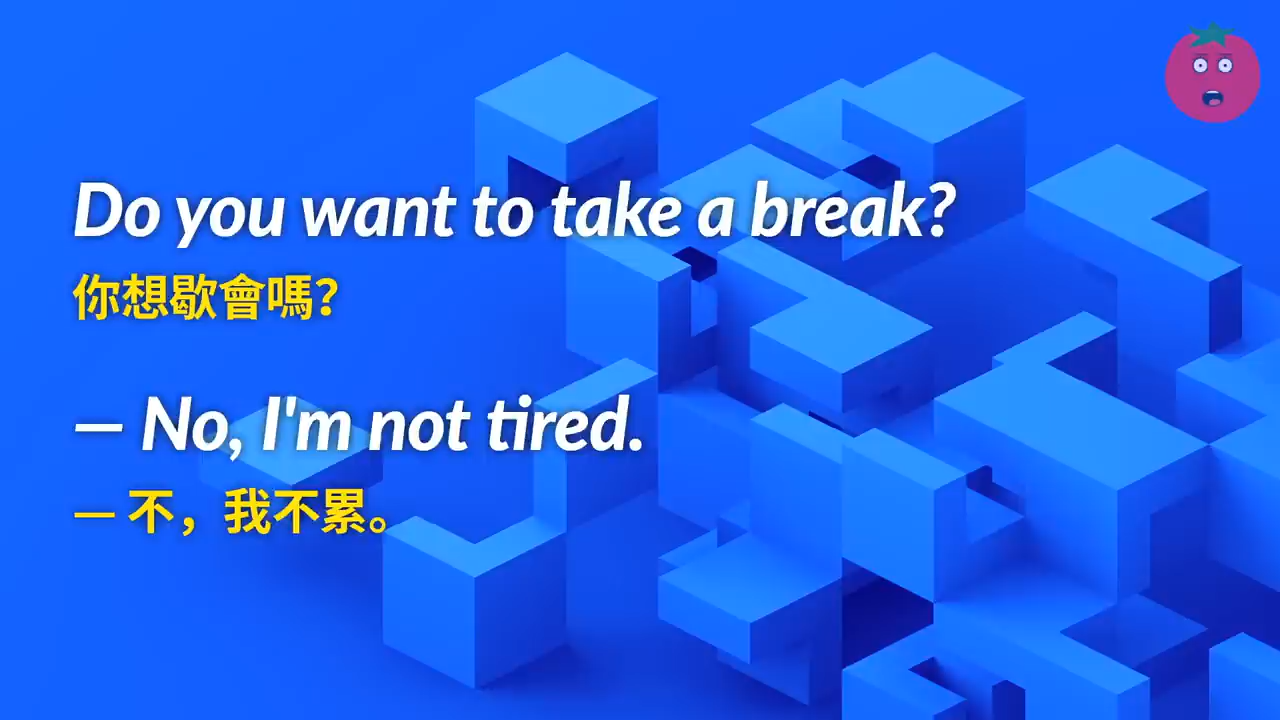 Do you want to take a break?
你想歇會嗎?
— No, I'm not tired.
— 不，我不累。